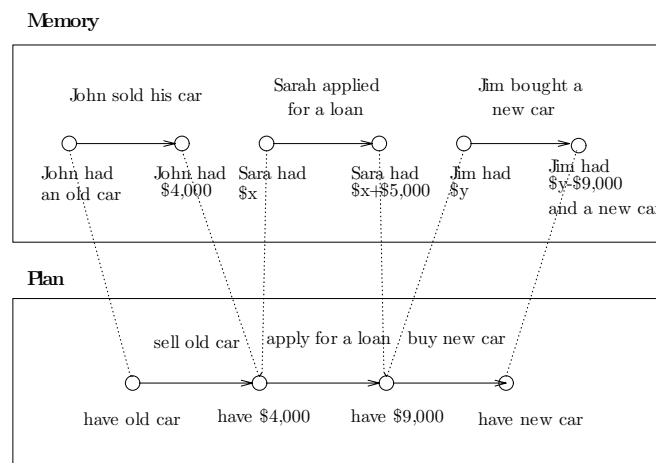 Memory
John sold his car
Sarah applied
for a loan
Jim bought a
new car
John had
an old car
John had
$4,000
Sara had
$x
Sara had
$x+$5,000
Jim had
$y
Jim had
$y-$9,000
and a new car
Plan
sell old car
apply for a loan
buy new car
have old car
have $4,000
have $9,000
have new car